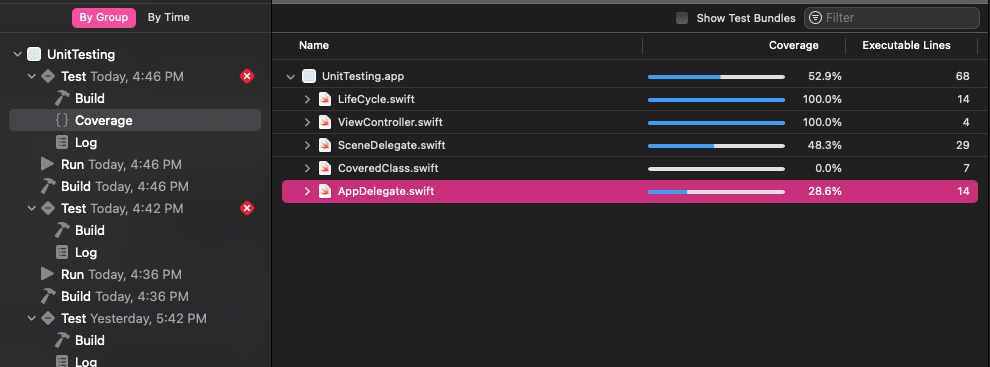 By Group By Time
UnitTesting
Test Today, 4:46 PM
Build
Coverage
Log
Run Today, 4:46 PM
Build Today, 4:46 PM
Test Today, 4:42 PM
Build
Log
Run Today, 4:36 PM
Build Today, 4:36 PM
Test Yesterday, 5:42 PM
Build
Log
Show Test Bundles Filter
Name Coverage Executable Lines
UnitTesting.app 52.9% 68
LifeCycle.swift 100.0% 14
ViewController.swift 100.0% 4
SceneDelegate.swift 48.3% 29
CoveredClass.swift 0.0% 7
AppDelegate.swift 28.6% 14